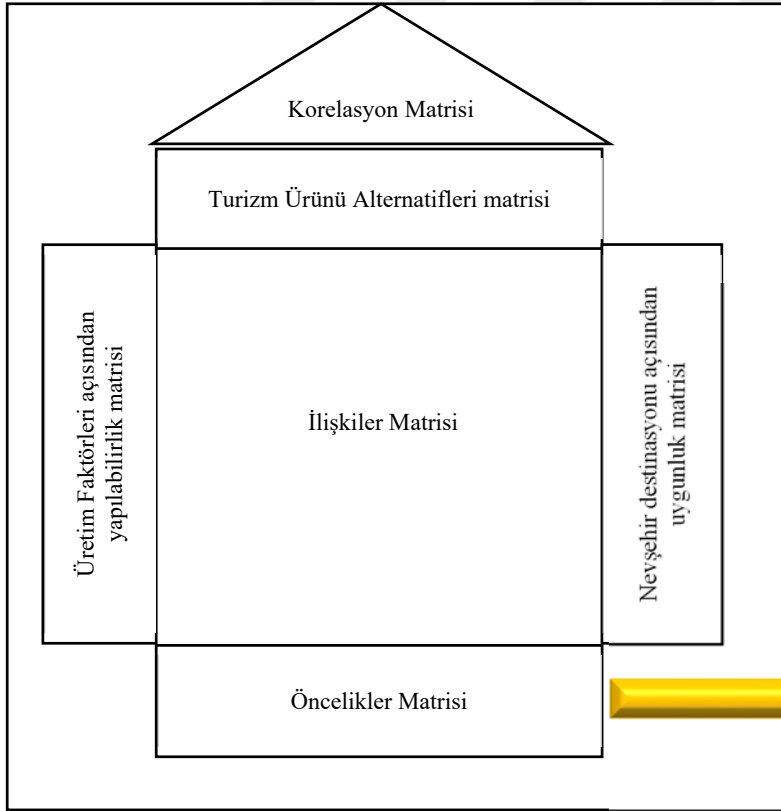 Korelasyon Matrisi
Turizm Ürünü Alternatifleri matrisi
Üretim Faktörleri açısından
yapılabilirlik matrisi
İlişkiler Matrisi
Nevşehir destinasyonu açısından
uygunluk matrisi
Öncelikler Matrisi